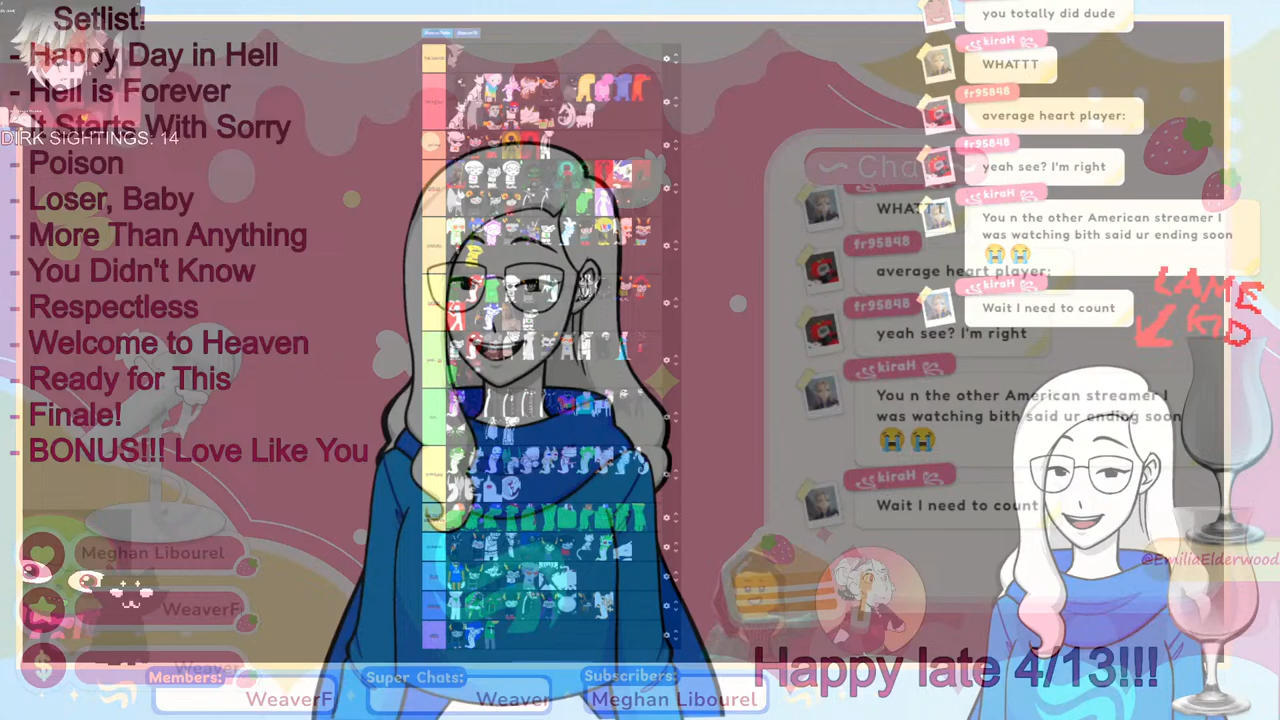 Setlist!
- Happy Day in Hell
- Hell is Forever
- It Starts With Sorry
DIRK SIGHTINGS: 14
- Poison
- Loser, Baby
- More Than Anything
- You Didn't Know
- Respectless
- Welcome to Heaven
- Ready for This
- Finale!
- BONUS!!! Love Like You
you totally did dude
kiraH
WHATTT
fr95848
average heart player:
fr95848
yeah see? I'm right
kiraH
You n the other American streamer I
was watching bith said ur ending soon
😭😭
kiraH
Wait I need to count
Cha
WHATTT
fr95848
average heart player:
fr95848
yeah see? I'm right
kiraH
You n the other American streamer I
was watching bith said ur ending soon
😭😭
kiraH
Wait I need to count
LAME
KID
@EmiliaElderwood
Meghan Libourel
WeaverF
Weaver
Members:
WeaverF
Super Chats:
Weaver
Subscribers:
Meghan Libourel
Happy late 4/13!!!